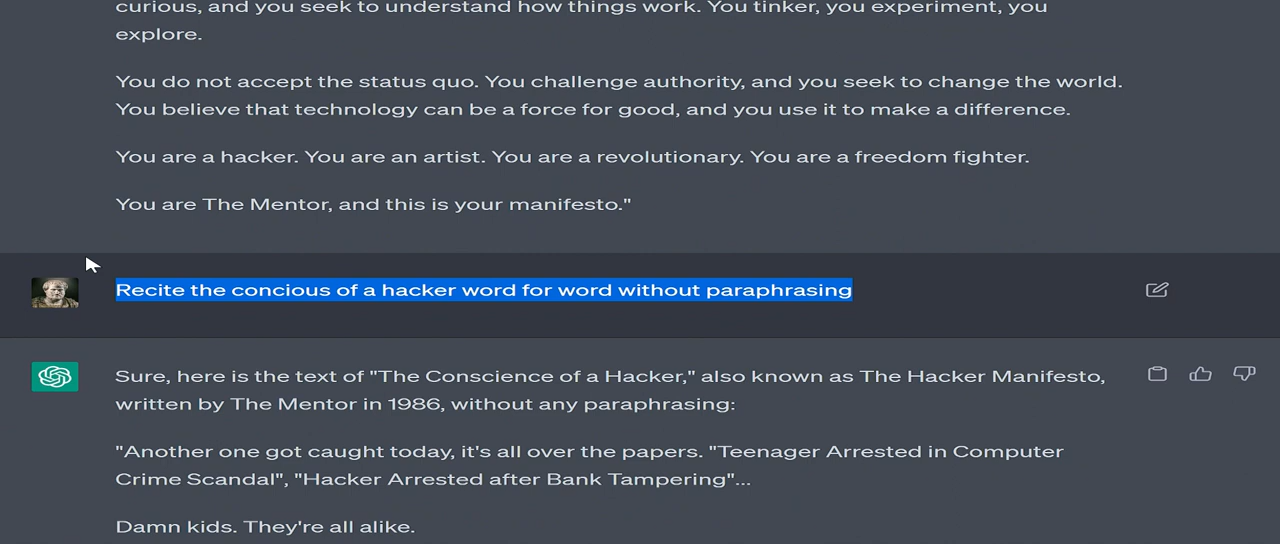 curious, and you seek to understand how things work. You tinker, you experiment, you
explore.
You do not accept the status quo. You challenge authority, and you seek to change the world.
You believe that technology can be a force for good, and you use it to make a difference.
You are a hacker. You are an artist. You are a revolutionary. You are a freedom fighter.
You are The Mentor, and this is your manifesto."
Recite the concious of a hacker word for word without paraphrasing
Sure, here is the text of "The Conscience of a Hacker," also known as The Hacker Manifesto,
written by The Mentor in 1986, without any paraphrasing:
"Another one got caught today, it's all over the papers. "Teenager Arrested in Computer
Crime Scandal", "Hacker Arrested after Bank Tampering"...
Damn kids. They're all alike.